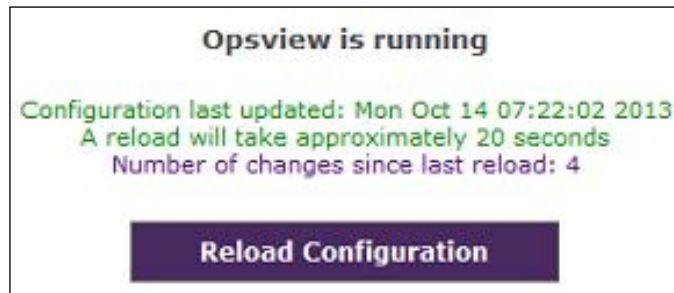 Opsview is running
Configuration last updated: Mon Oct 14 07:22:02 2013
A reload will take approximately 20 seconds
Number of changes since last reload: 4
Reload Configuration